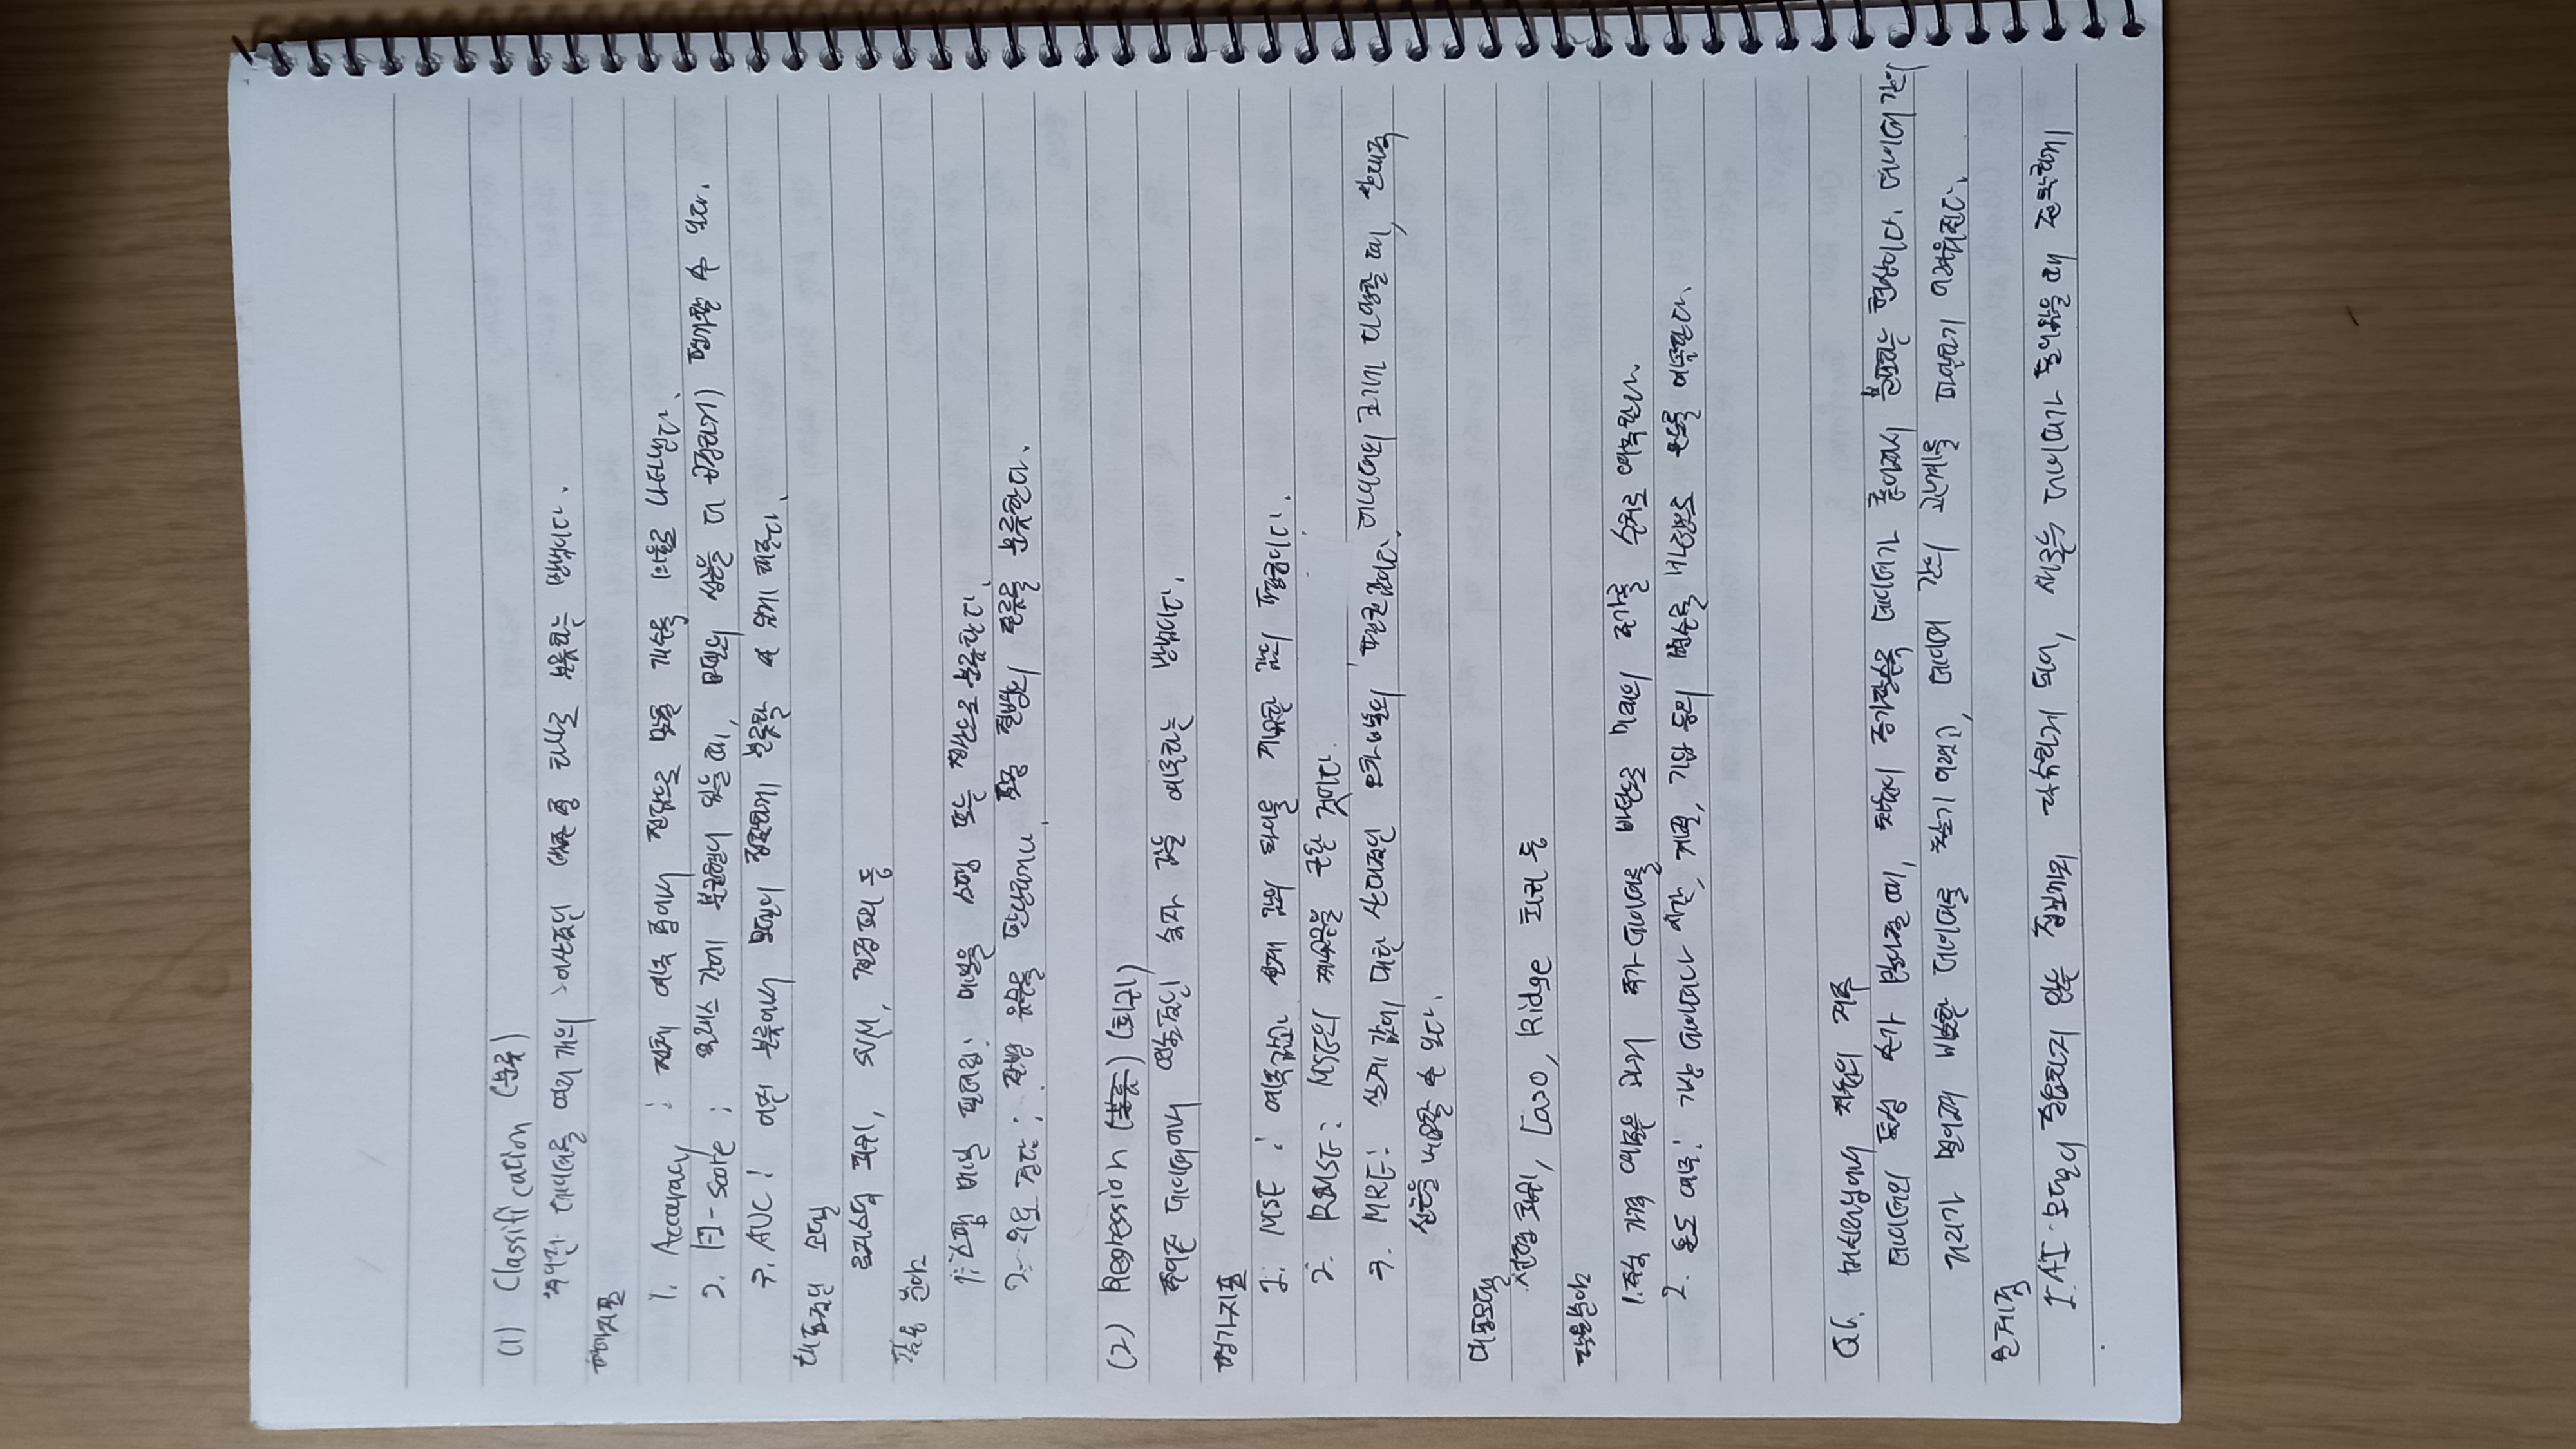 (1) Classification (분류)
주어진 데이터를 여러 개의 이산적인 범주 중 하나로 분류하는 방법이다.
평가지표
1. Accuracy : 전체 예측 중에서 정답으로 맞춘 개수를 비율로 나타낸다.
2. F1-score : 클래스 간에 불균형이 있을 때, 모델의 성능을 더 공정하게 평가할 수 있다.
3. AUC : 이진 분류에서 모델이 정확하게 분류할 수 있게 해준다.
대표적인 모델
로지스틱 회귀, SVM, 결정트리 등
활용 분야
1. 스팸 메일 필터링: 메일을 스팸 또는 정상으로 분류한다.
2. 의료 진단 : 질병 유무를 판단하거나, 질병의 종류를 분류한다.
(2) Regression (분류) (회귀)
주어진 데이터에서 연속적인 숫자 값을 예측하는 방법이다.
평가지표
1. MSE : 예측값과 실제 값의 차이를 제곱한 값의 평균이다.
2. RMSE : MSE의 제곱근을 구한 것이다.
3. MRE : 실제 값에 대한 상대적인 오차 비율의 평균값이다. 데이터의 크기가 다양할 때, 상대적
성능을 비교할 수 있다.
대표모델
선형 회귀, Lasso, Ridge 회귀 등
활용분야
1. 주식 가격 예측은 과거 주가 데이터를 바탕으로 미래의 주가를 수치로 예측한다.
2. 온도 예측: 기상 데이터나 시간, 계절, 기압 등의 변수를 바탕으로 온도를 예측한다.
Q6. 머신러닝에서 차원의 저주
데이터의 특성 수가 많아질 때, 차원이 증가할수록 데이터가 흩어져서 분포하는 현상이다. 데이터 간의
거리가 멀어져 비슷한 데이터를 찾기 어렵고, 데이터 간의 관계를 파악하기 어려워진다.
문제점
1. AI 모델이 중요하지 않은 정보까지 학습하게 되어, 새로운 데이터가 들어왔을 때 정확하게